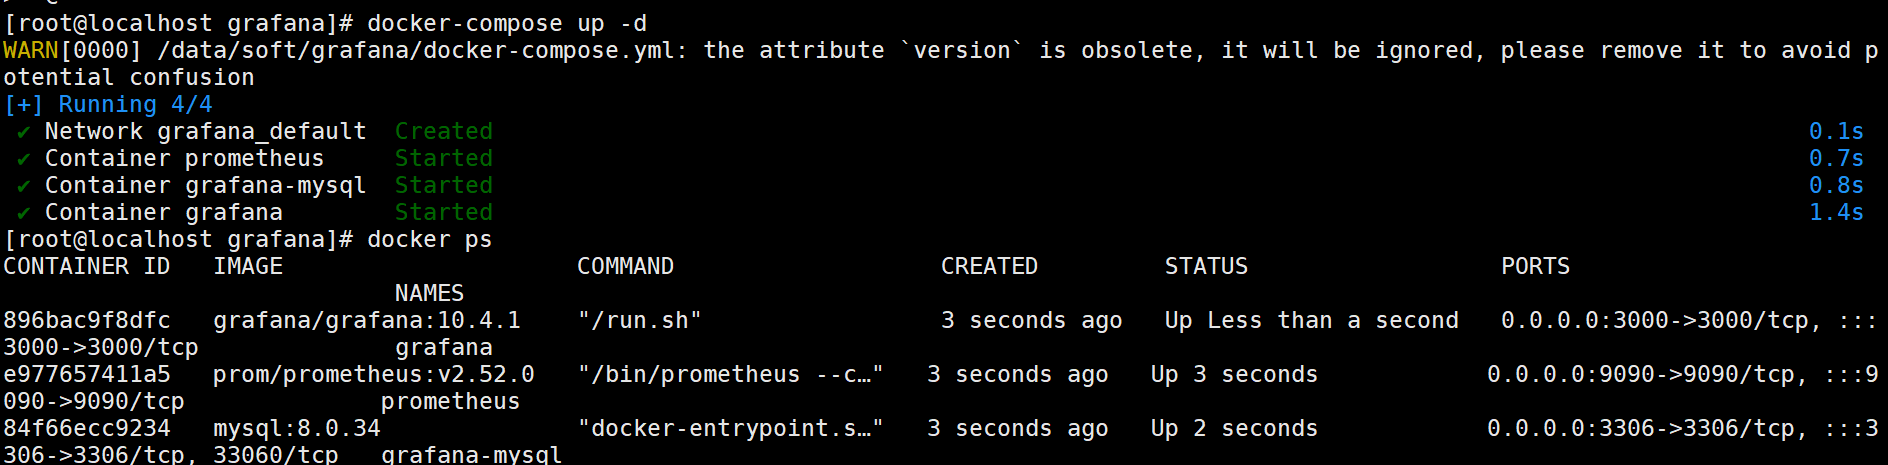 [root@localhost grafana]# docker-compose up -d
WARN[0000] /data/soft/grafana/docker-compose.yml: the attribute `version` is obsolete, it will be ignored, please remove it to avoid p
otential confusion
[+] Running 4/4
✔ Network grafana_default  Created 0.1s
✔ Container prometheus     Started 0.7s
✔ Container grafana-mysql  Started 0.8s
✔ Container grafana        Started 1.4s
[root@localhost grafana]# docker ps
CONTAINER ID   IMAGE                     COMMAND                   CREATED         STATUS                  PORTS
NAMES
896bac9f8dfc   grafana/grafana:10.4.1    "/run.sh"                 3 seconds ago   Up Less than a second   0.0.0.0:3000->3000/tcp, :::
3000->3000/tcp              grafana
e977657411a5   prom/prometheus:v2.52.0   "/bin/prometheus --c…"   3 seconds ago   Up 3 seconds            0.0.0.0:9090->9090/tcp, :::9
090->9090/tcp              prometheus
84f66ecc9234   mysql:8.0.34              "docker-entrypoint.s…"   3 seconds ago   Up 2 seconds            0.0.0.0:3306->3306/tcp, :::3
306->3306/tcp, 33060/tcp   grafana-mysql